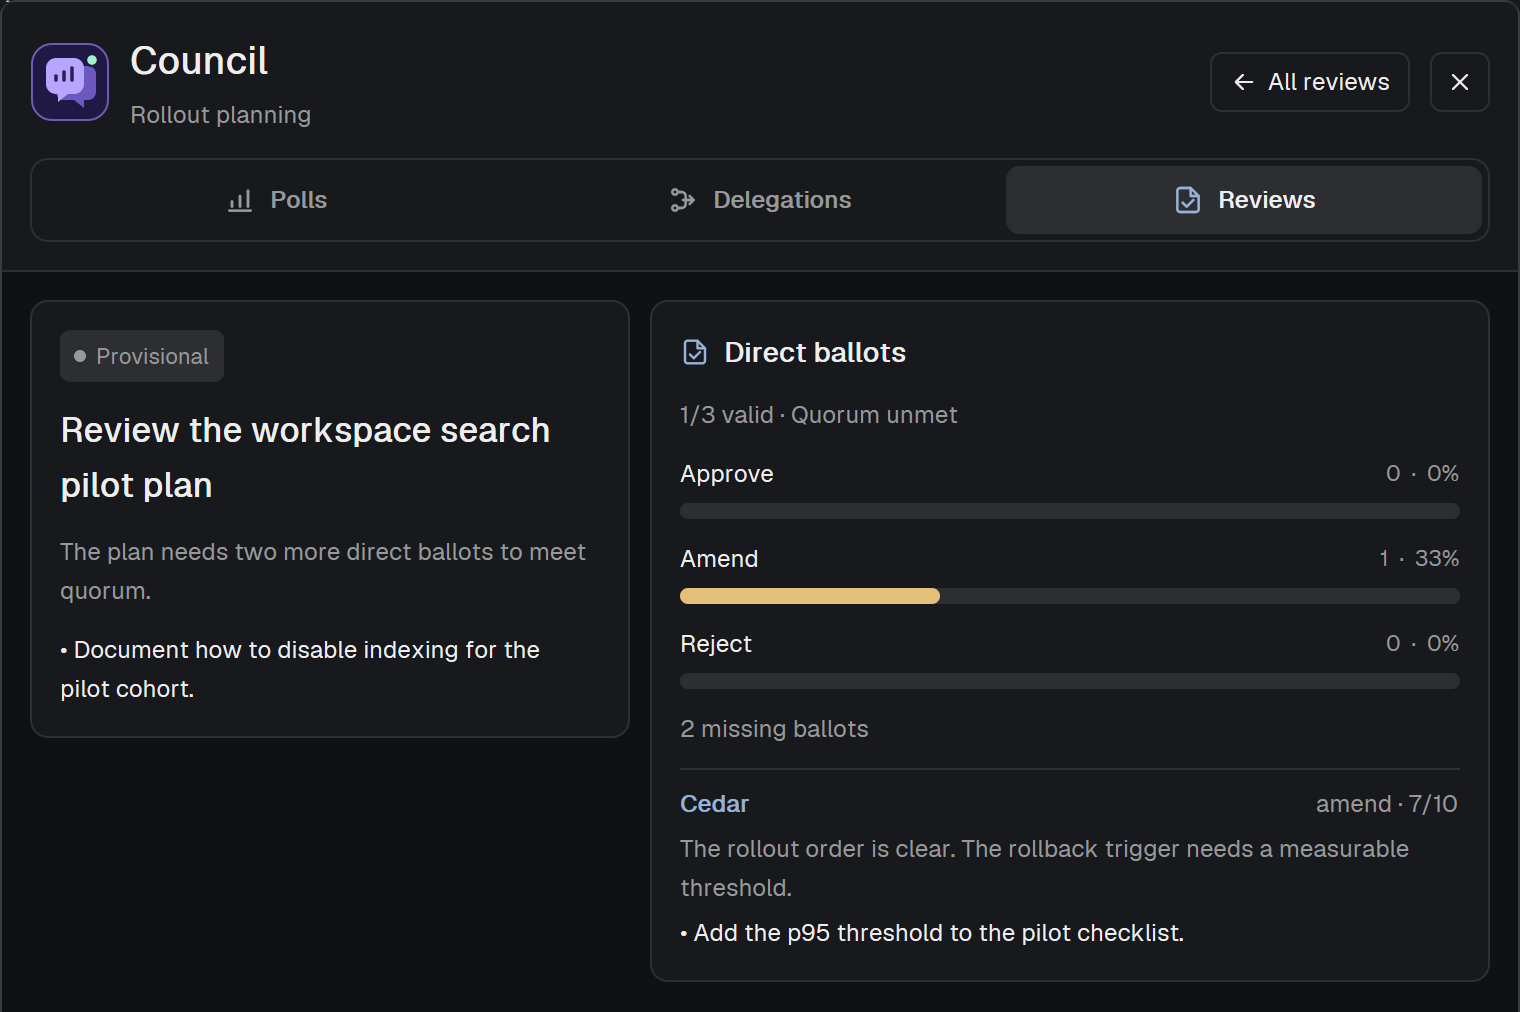 Council
Rollout planning
← All reviews
Polls
Delegations
Reviews
Provisional
Review the workspace search
pilot plan
The plan needs two more direct ballots to meet
quorum.
• Document how to disable indexing for the
pilot cohort.
Direct ballots
1/3 valid · Quorum unmet
Approve 0 · 0%
Amend 1 · 33%
Reject 0 · 0%
2 missing ballots
Cedar amend · 7/10
The rollout order is clear. The rollback trigger needs a measurable
threshold.
• Add the p95 threshold to the pilot checklist.